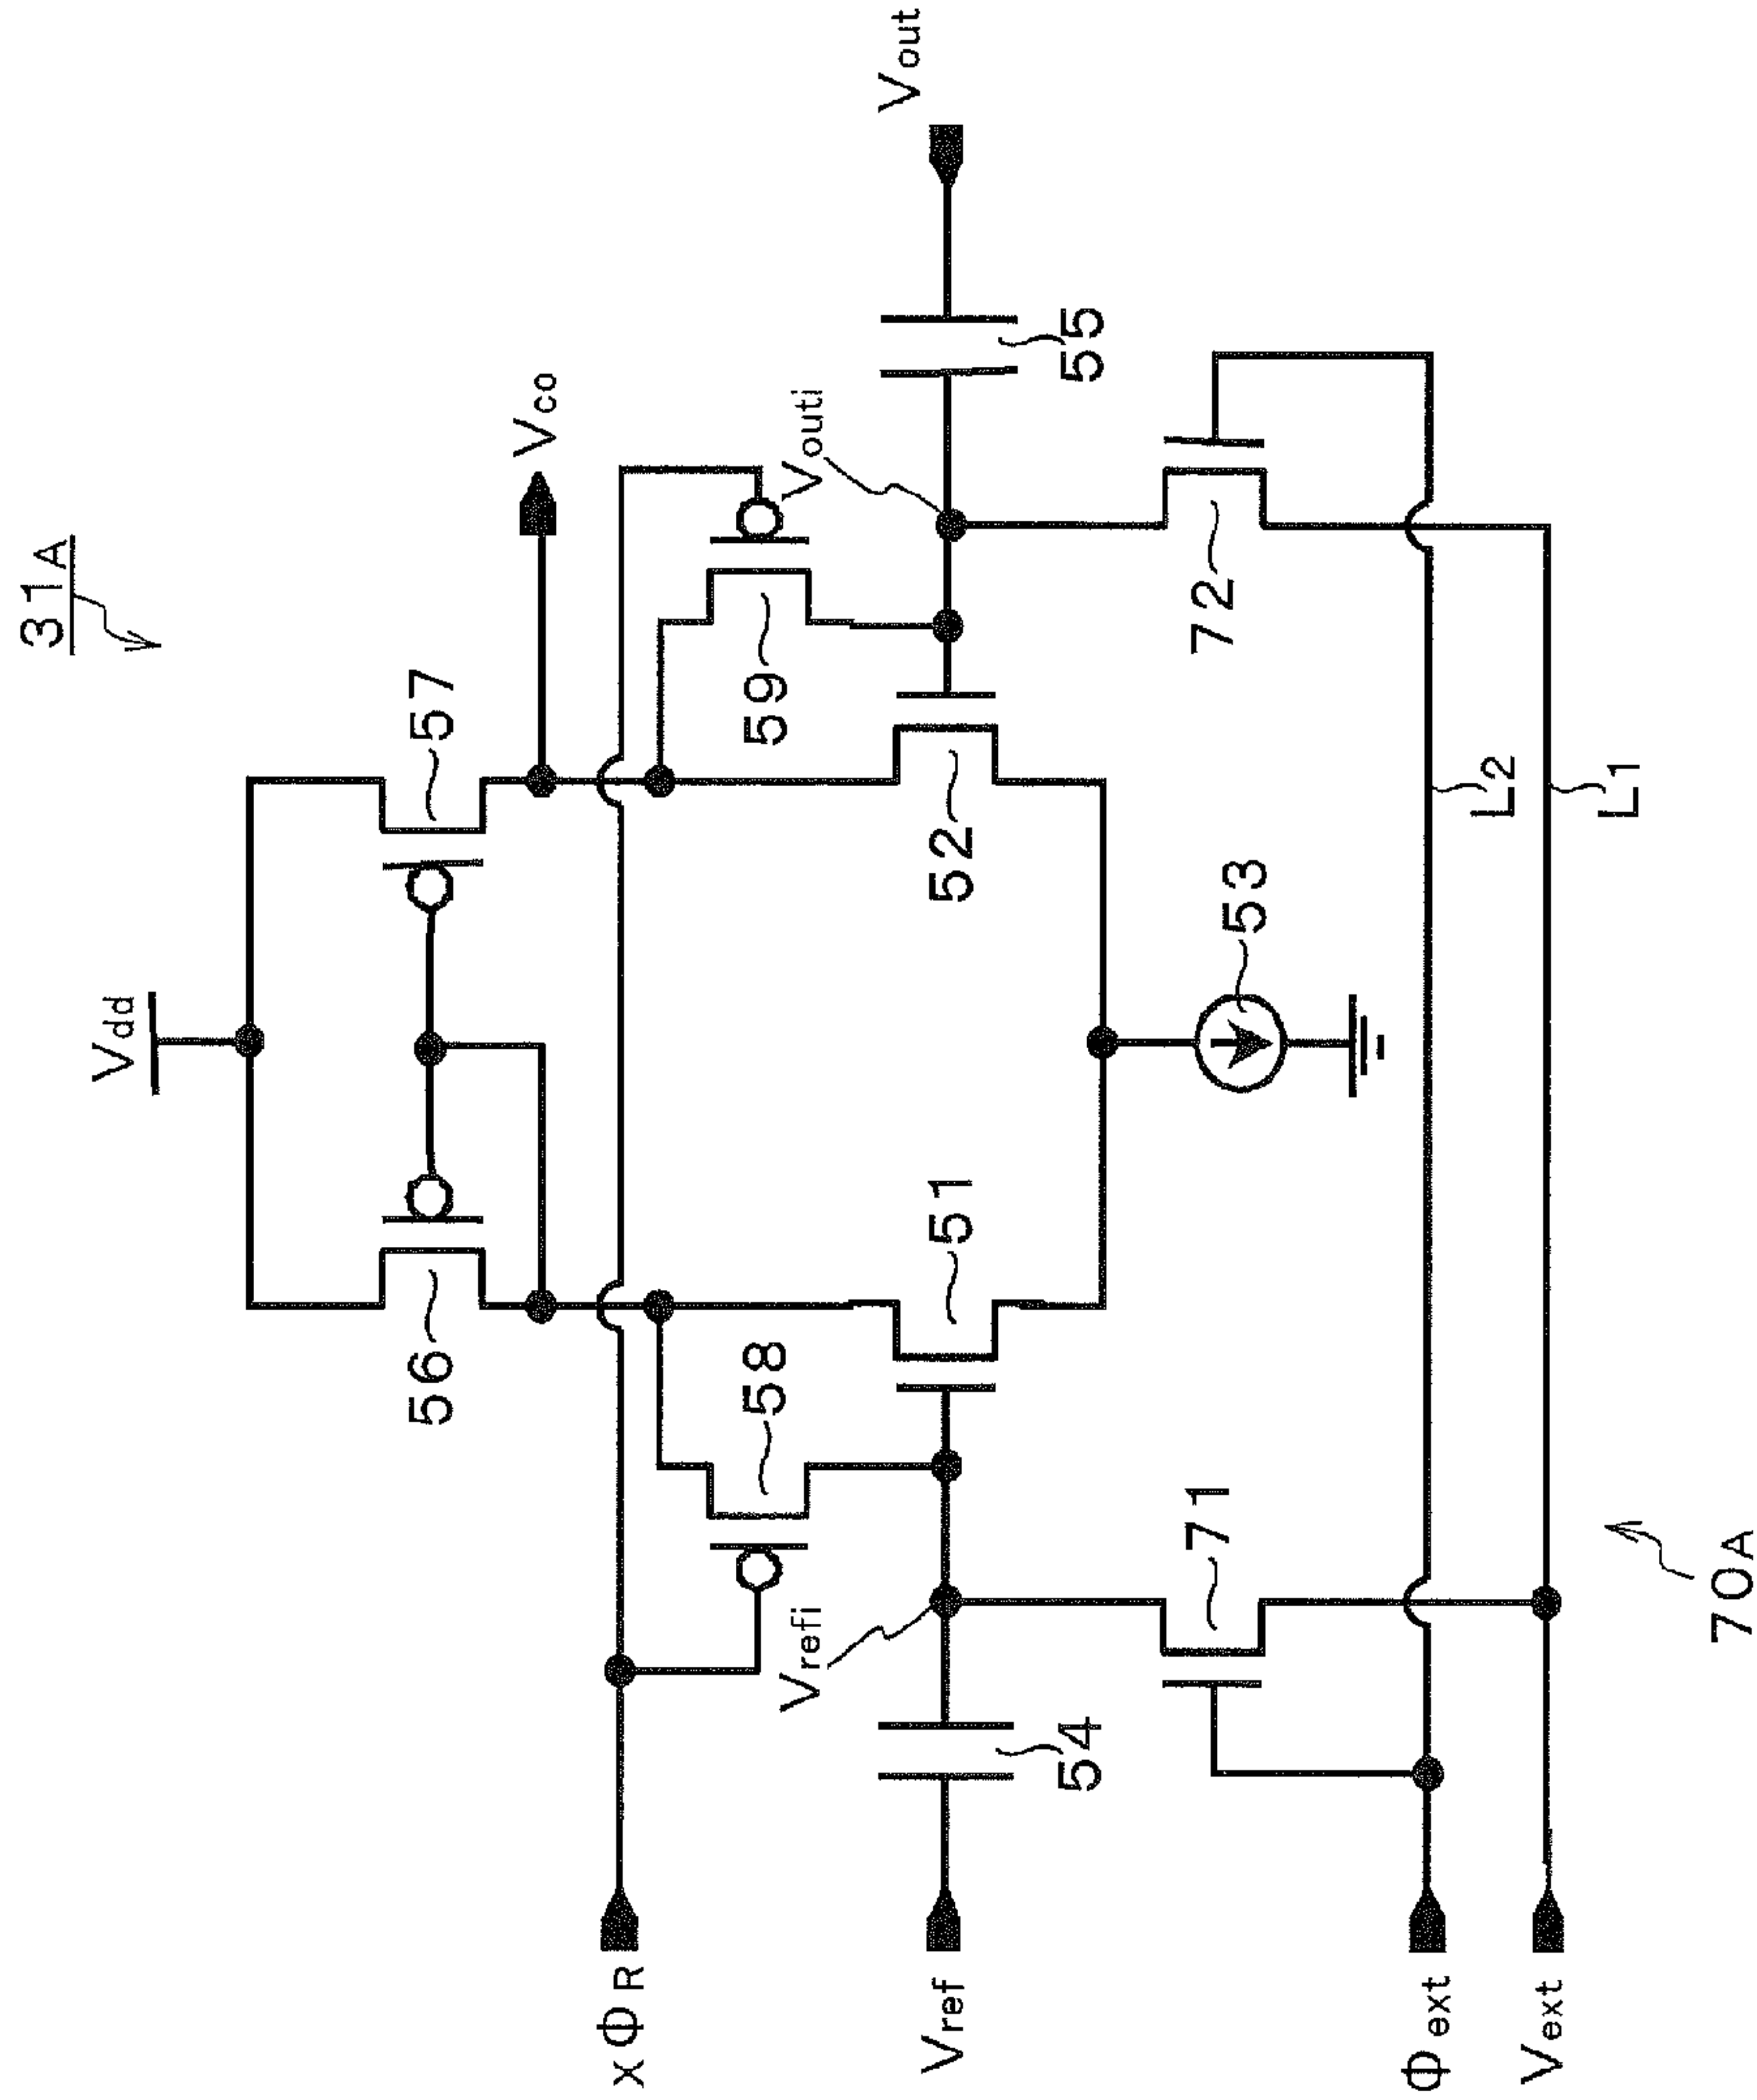 31A
Vdd
56
57
Vco
xΦR
58
59
Vrefi
Vouti
Vref
54
51
52
55
Vout
71
53
72
Φext
L2
Vext
L1
70A